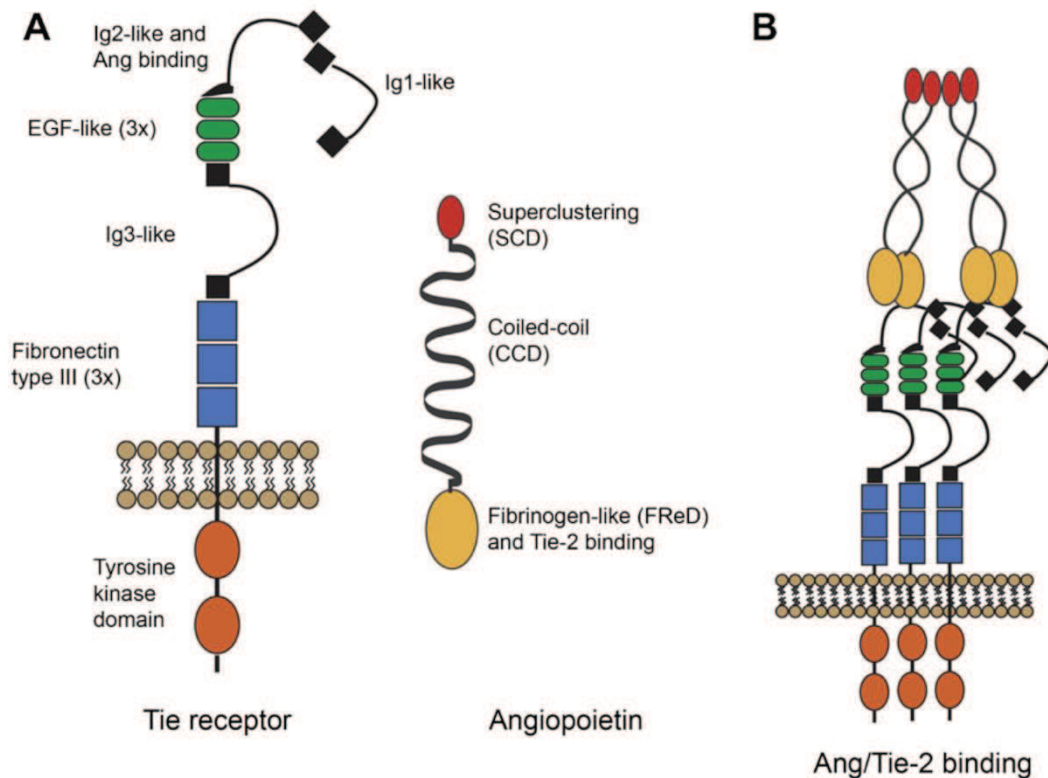 A
Ig2-like and
Ang binding
Ig1-like
EGF-like (3x)
Ig3-like
Fibronectin
type III (3x)
Tyrosine
kinase
domain
Tie receptor
Superclustering
(SCD)
Coiled-coil
(CCD)
Fibrinogen-like (FReD)
and Tie-2 binding
Angiopoietin
B
Ang/Tie-2 binding